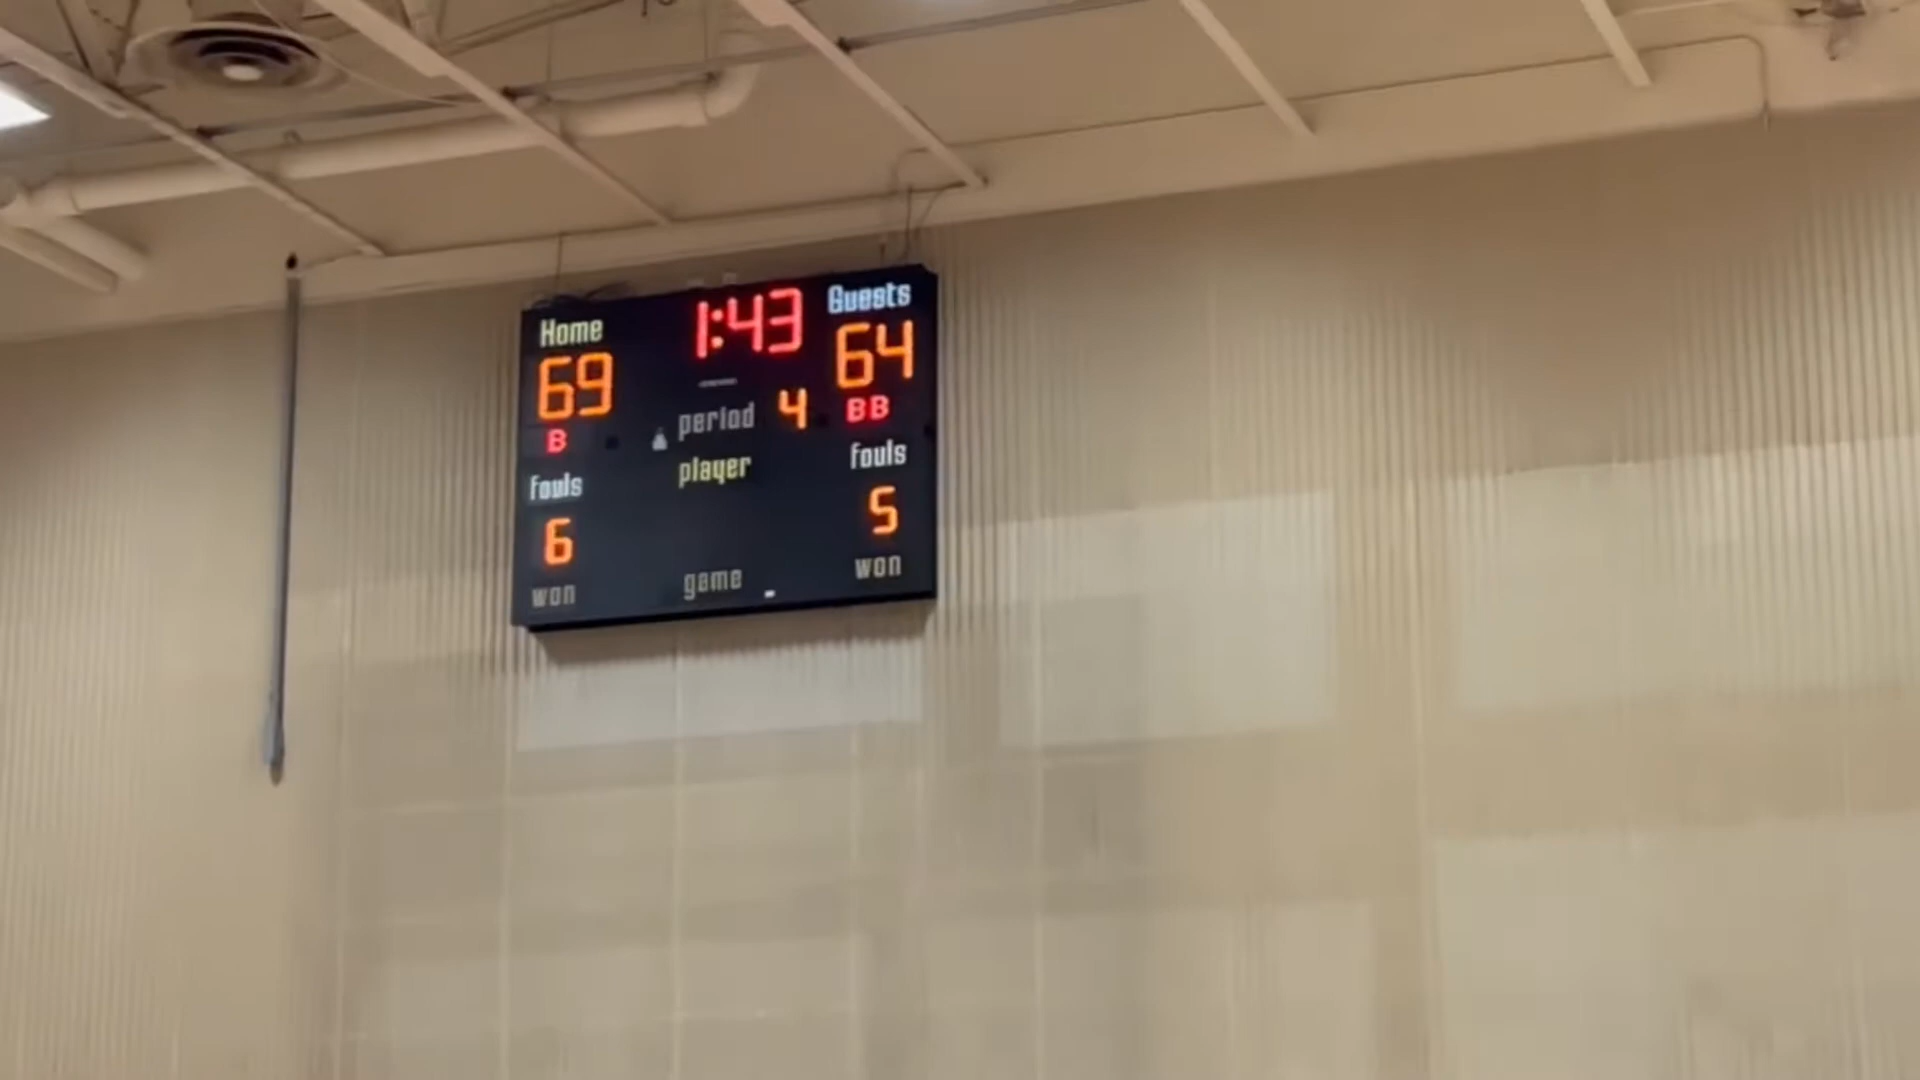 Home 1:43 Guests
69 64
period 4
B BB
player
fouls fouls
6 5
won game won